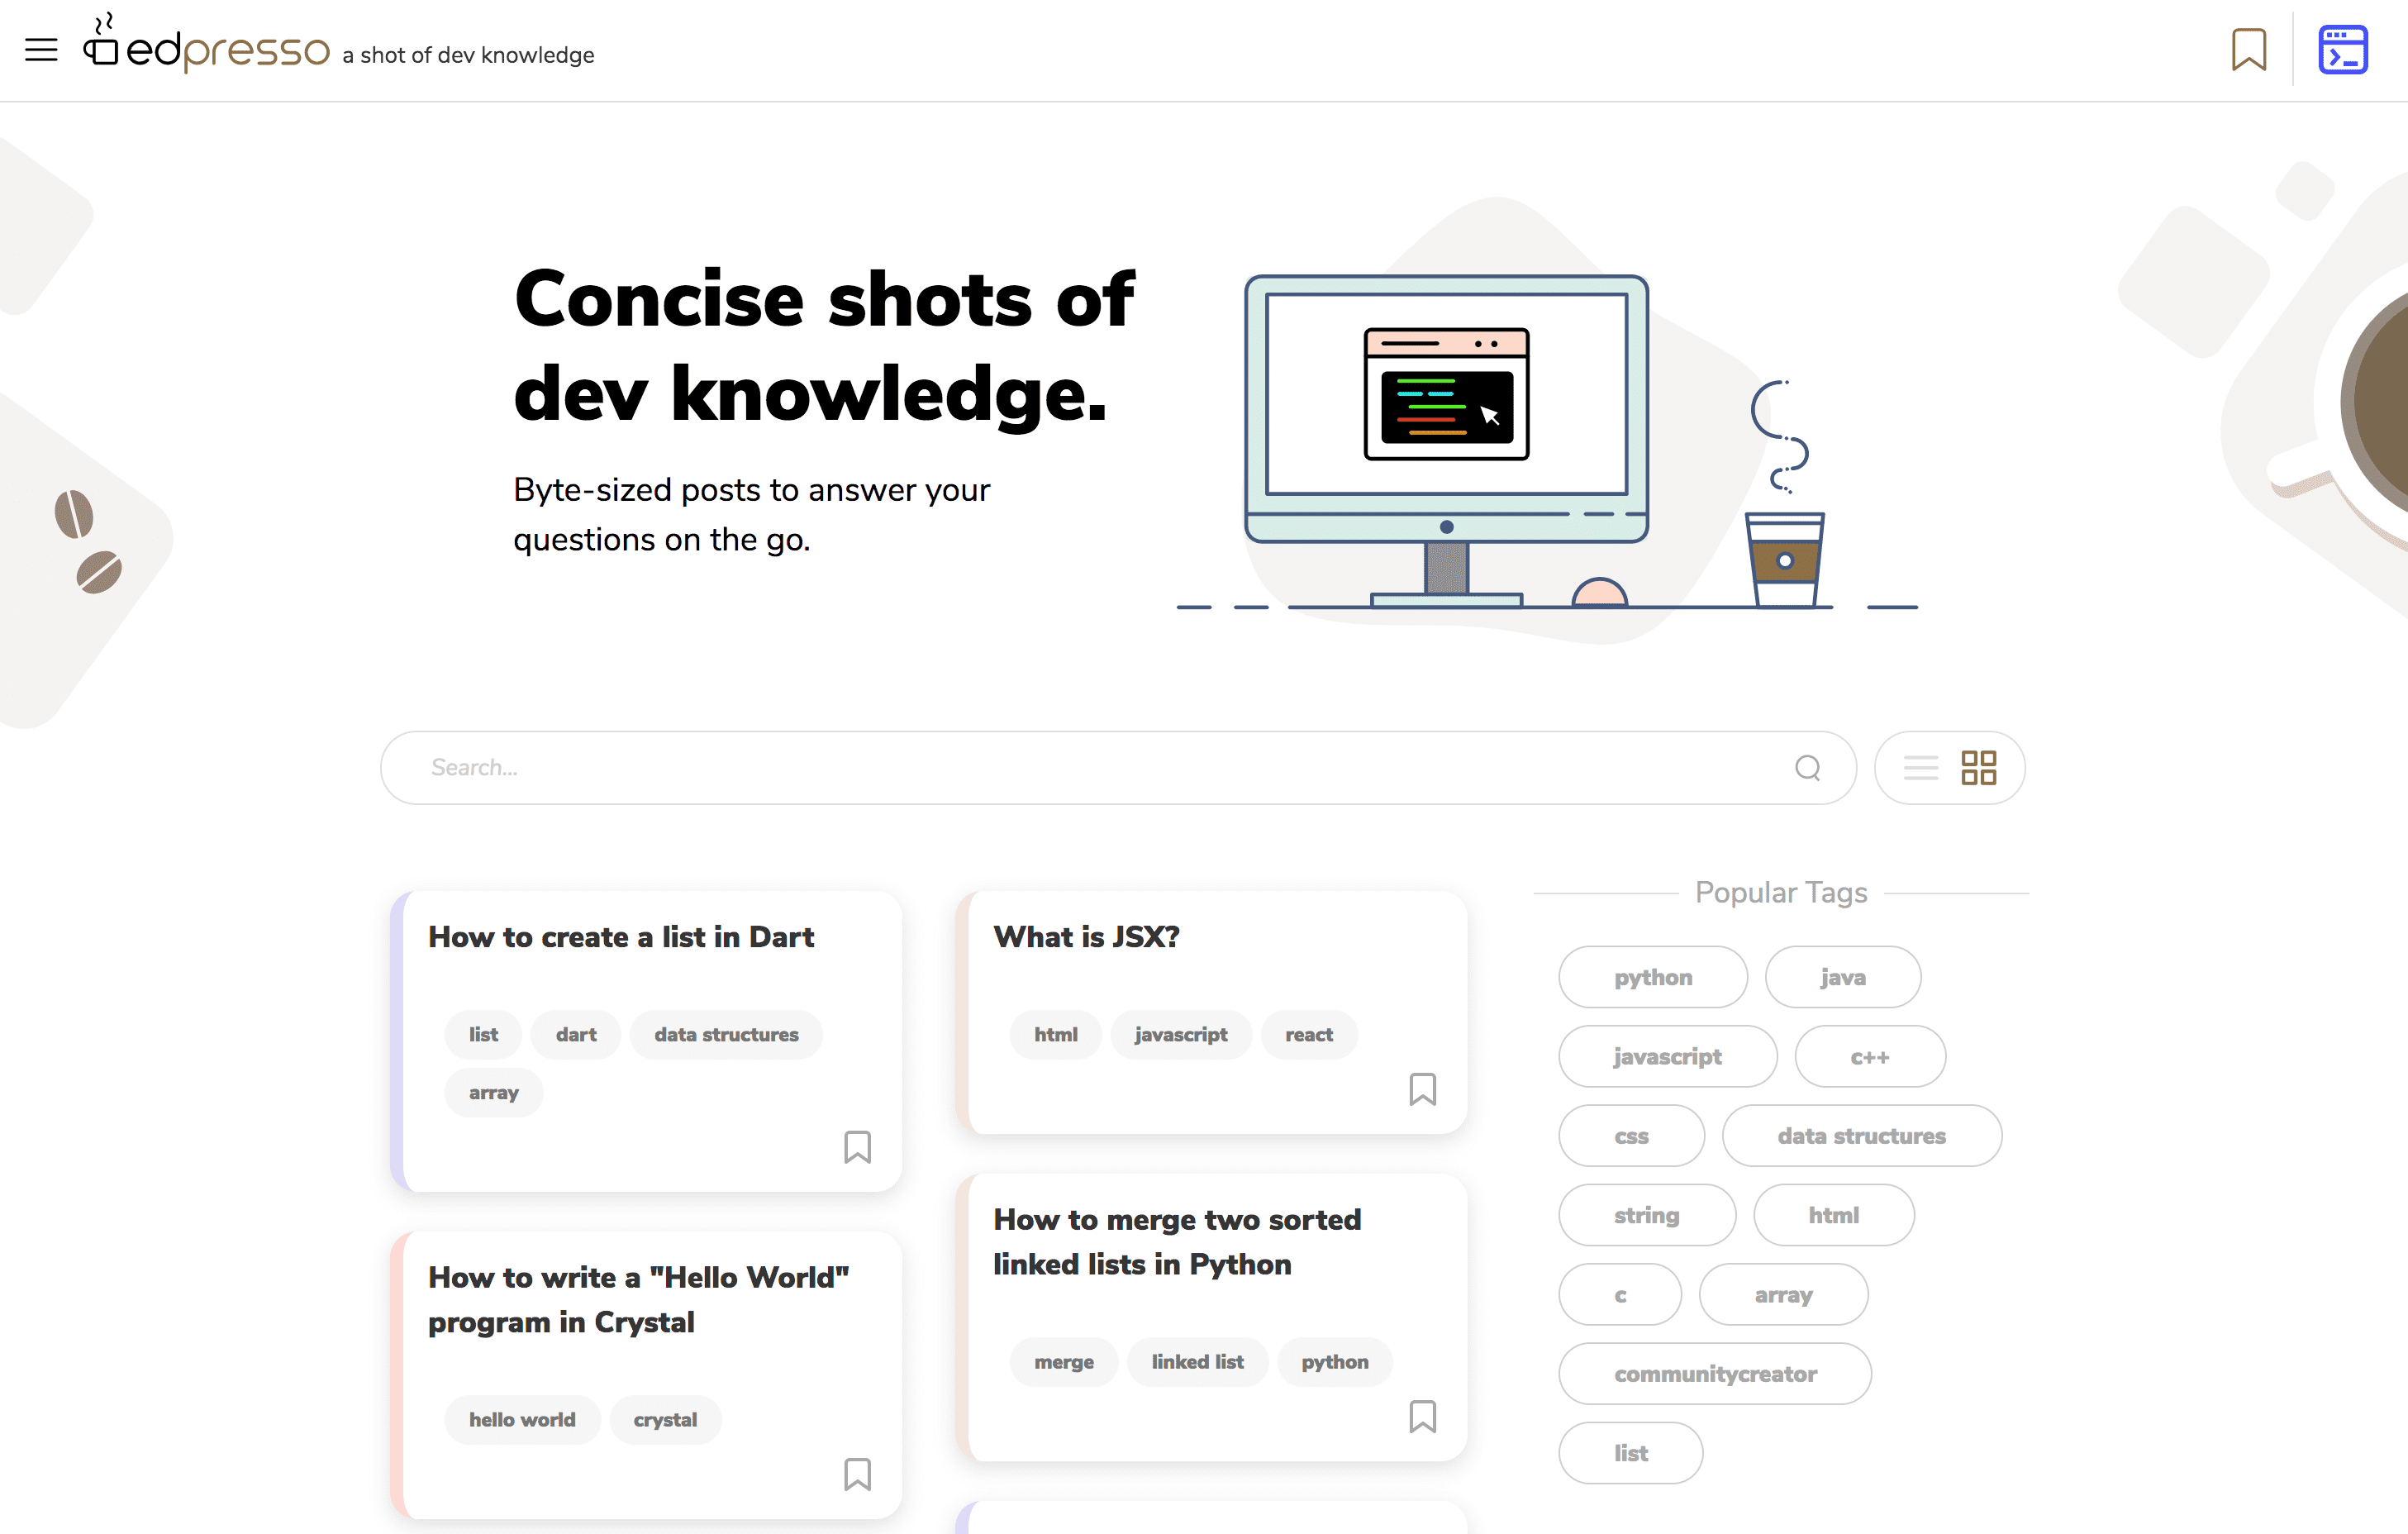 edpresso a shot of dev knowledge
Concise shots of
dev knowledge.
Byte-sized posts to answer your
questions on the go.
Search...
How to create a list in Dart
list dart data structures
array
How to write a "Hello World"
program in Crystal
hello world crystal
What is JSX?
html javascript react
How to merge two sorted
linked lists in Python
merge linked list python
Popular Tags
python java
javascript c++
css data structures
string html
c array
communitycreator
list